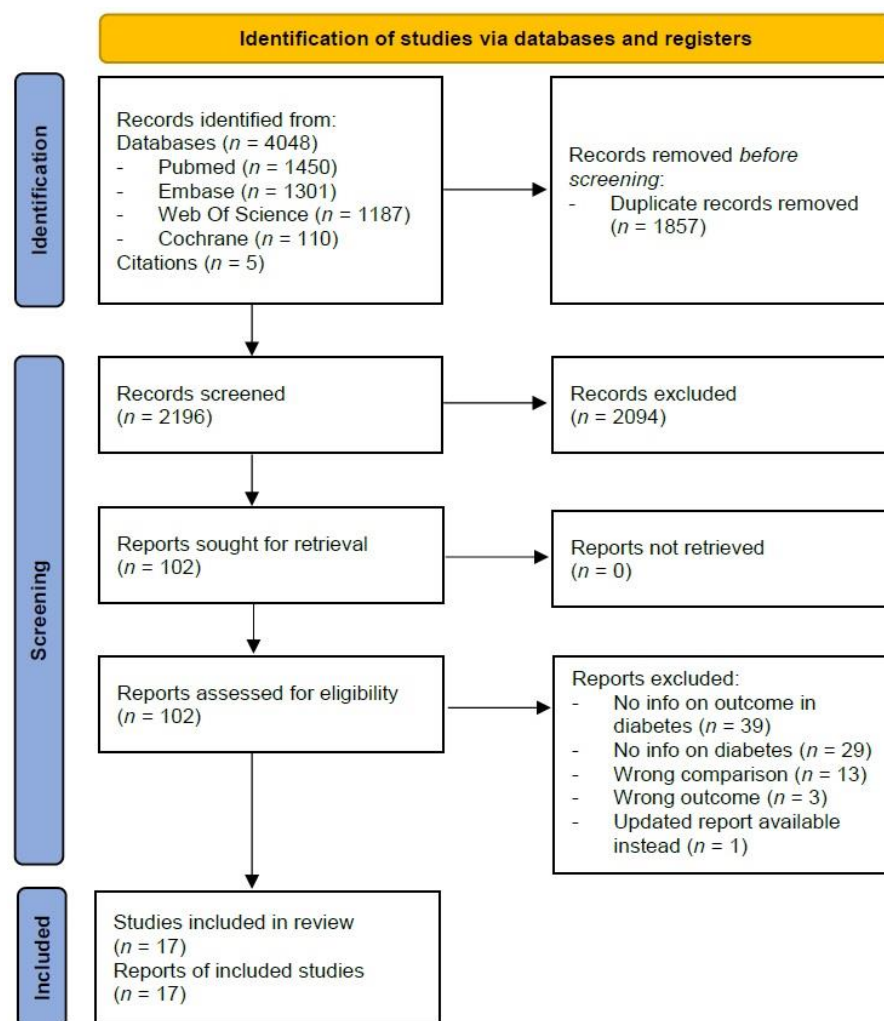 Identification of studies via databases and registers
Identification
Records identified from:
Databases (n = 4048)
- Pubmed (n = 1450)
- Embase (n = 1301)
- Web Of Science (n = 1187)
- Cochrane (n = 110)
Citations (n = 5)
Records removed before
screening:
- Duplicate records removed
(n = 1857)
Screening
Records screened
(n = 2196)
Records excluded
(n = 2094)
Reports sought for retrieval
(n = 102)
Reports not retrieved
(n = 0)
Reports assessed for eligibility
(n = 102)
Reports excluded:
- No info on outcome in
diabetes (n = 39)
- No info on diabetes (n = 29)
- Wrong comparison (n = 13)
- Wrong outcome (n = 3)
- Updated report available
instead (n = 1)
Included
Studies included in review
(n = 17)
Reports of included studies
(n = 17)